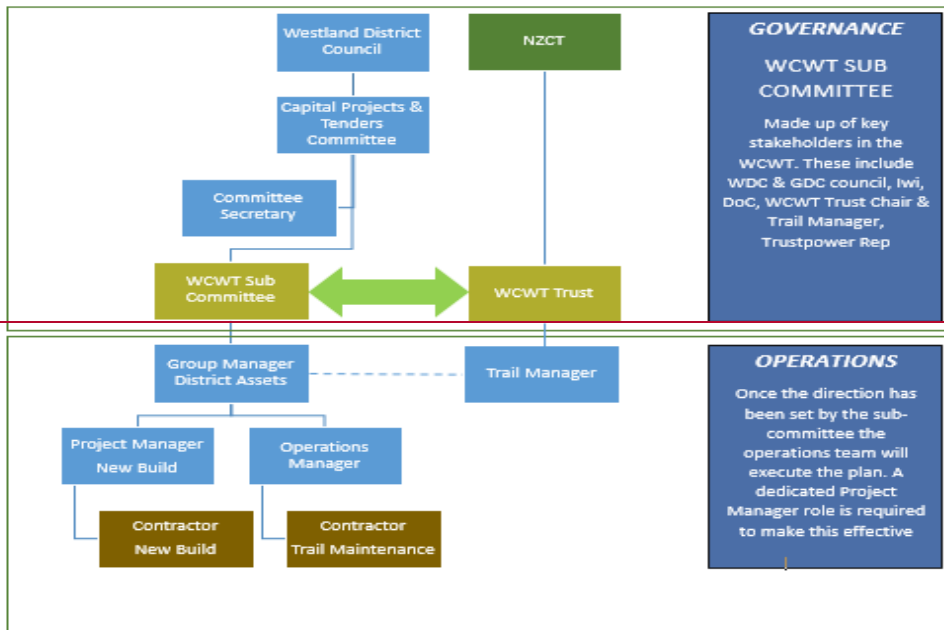 Westland District
Council
NZCT
Capital Projects &
Tenders
Committee
Committee
Secretary
WCWT Sub
Committee
WCWT Trust
GOVERNANCE
WCWT SUB
COMMITTEE
Made up of key
stakeholders in the
WCWT. These include
WDC & GDC council, Iwi,
DoC, WCWT Trust Chair &
Trail Manager,
Trustpower Rep
Group Manager
District Assets
Trail Manager
Project Manager
New Build
Operations
Manager
Contractor
New Build
Contractor
Trail Maintenance
OPERATIONS
Once the direction has
been set by the sub-
committee the
operations team will
execute the plan. A
dedicated Project
Manager role is required
to make this effective